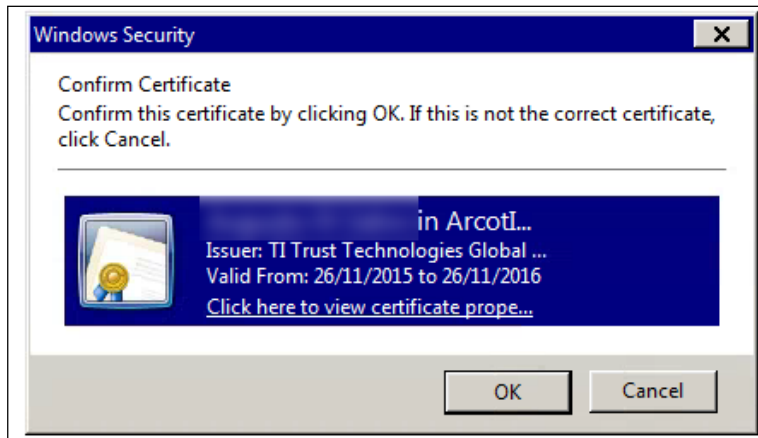 Windows Security
Confirm Certificate
Confirm this certificate by clicking OK. If this is not the correct certificate,
click Cancel.
in ArcotI...
Issuer: TI Trust Technologies Global ...
Valid From: 26/11/2015 to 26/11/2016
Click here to view certificate prope...
OK
Cancel